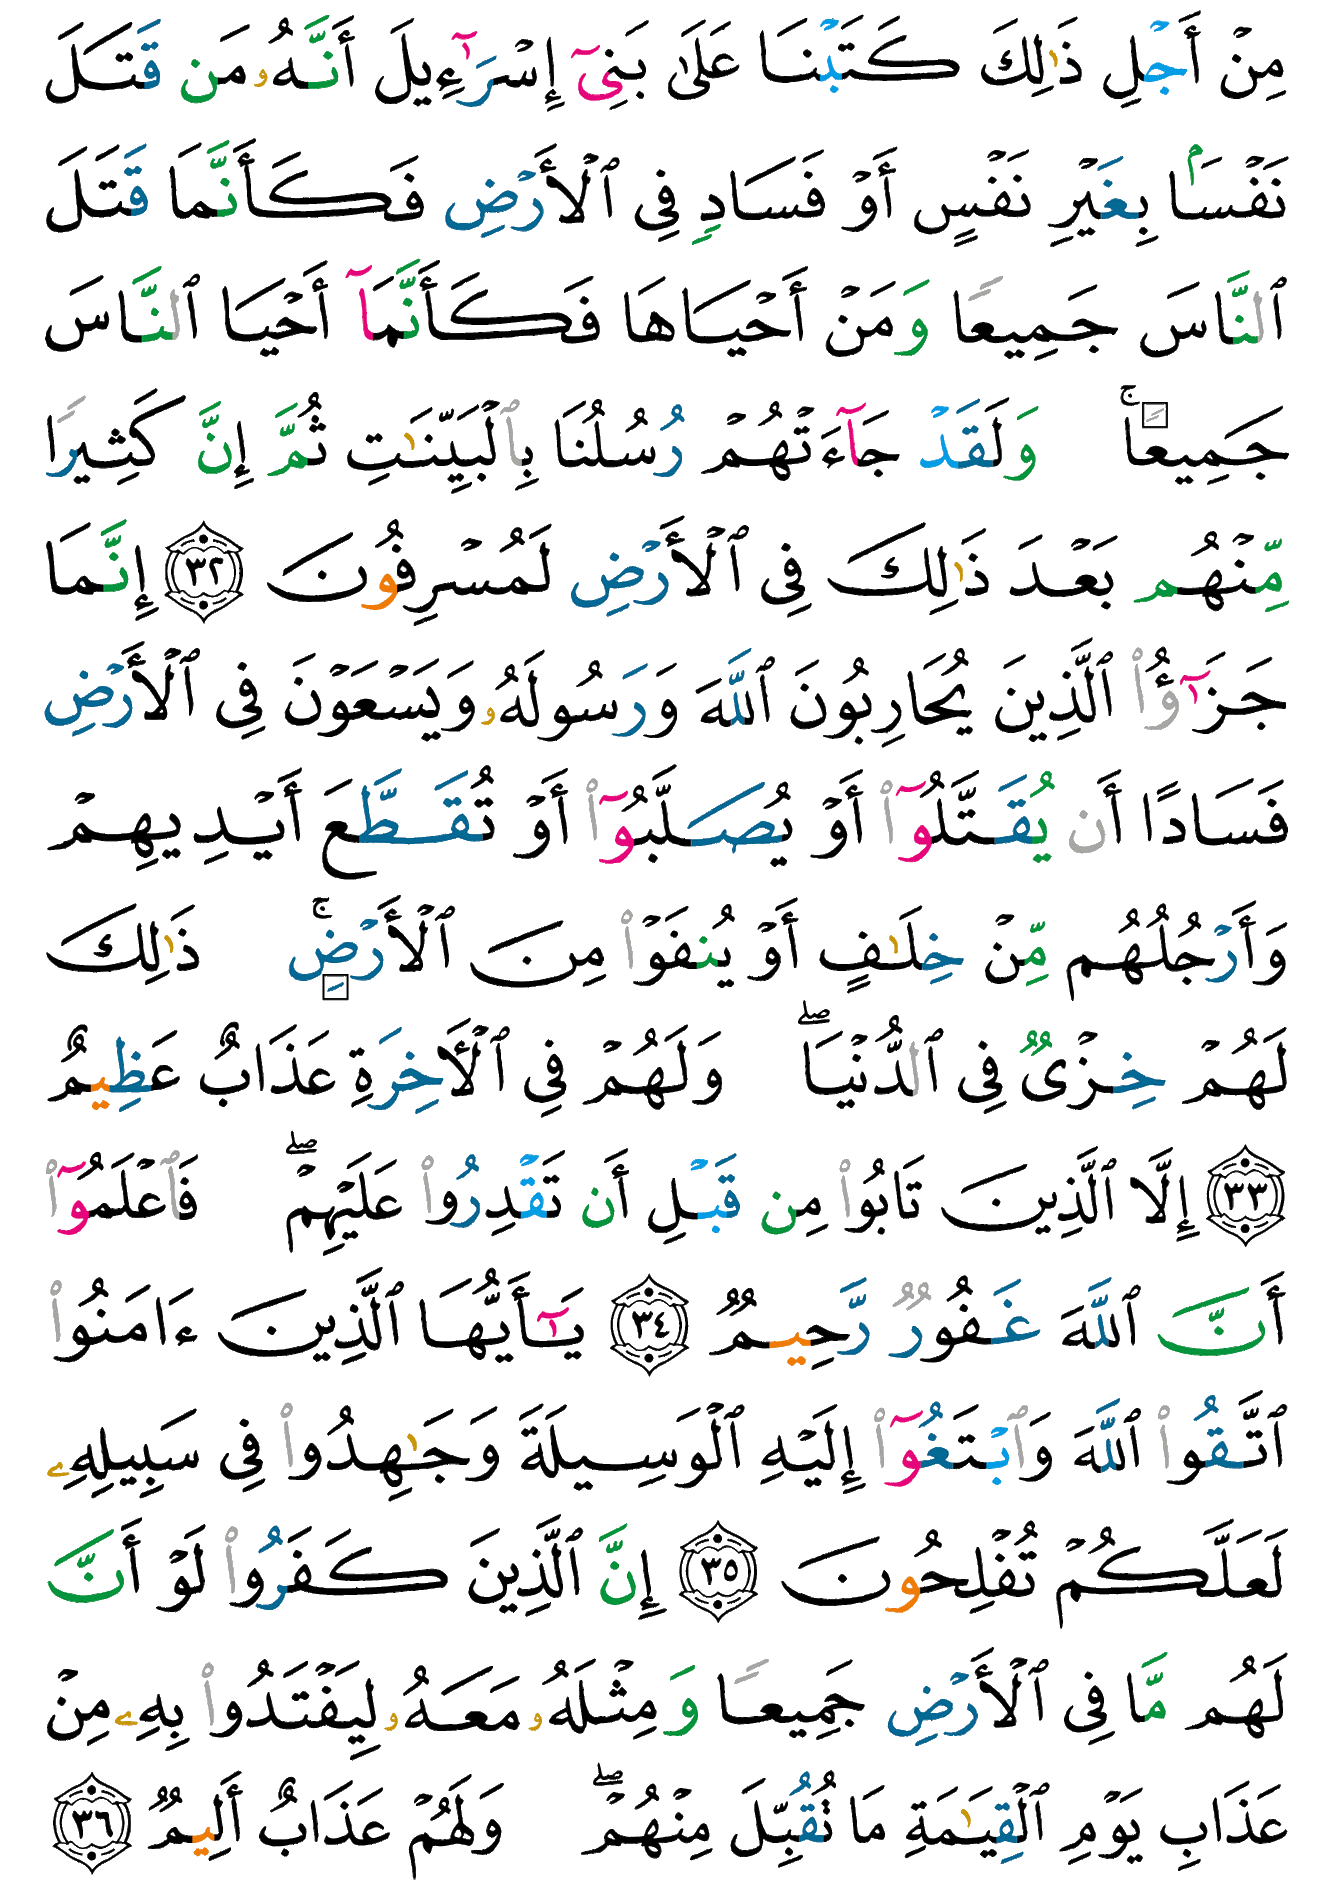 مِنْ أَجْلِ ذَٰلِكَ كَتَبْنَا عَلَىٰ بَنِىٓ إِسْرَٰٓءِيلَ أَنَّهُۥ مَن قَتَلَ
نَفْسَۢا بِغَيْرِ نَفْسٍ أَوْ فَسَادٍ فِى ٱلْأَرْضِ فَكَأَنَّمَا قَتَلَ
ٱلنَّاسَ جَمِيعًا وَمَنْ أَحْيَاهَا فَكَأَنَّمَآ أَحْيَا ٱلنَّاسَ
جَمِيعًا ۚ وَلَقَدْ جَآءَتْهُمْ رُسُلُنَا بِٱلْبَيِّنَٰتِ ثُمَّ إِنَّ كَثِيرًا
مِّنْهُم بَعْدَ ذَٰلِكَ فِى ٱلْأَرْضِ لَمُسْرِفُونَ ٣٢ إِنَّمَا
جَزَٰٓؤُا۟ ٱلَّذِينَ يُحَارِبُونَ ٱللَّهَ وَرَسُولَهُۥ وَيَسْعَوْنَ فِى ٱلْأَرْضِ
فَسَادًا أَن يُقَتَّلُوٓا۟ أَوْ يُصَلَّبُوٓا۟ أَوْ تُقَطَّعَ أَيْدِيهِمْ
وَأَرْجُلُهُم مِّنْ خِلَٰفٍ أَوْ يُنفَوْا۟ مِنَ ٱلْأَرْضِ ۚ ذَٰلِكَ
لَهُمْ خِزْىٌ فِى ٱلدُّنْيَا ۖ وَلَهُمْ فِى ٱلْأَخِرَةِ عَذَابٌ عَظِيمٌ
٣٣ إِلَّا ٱلَّذِينَ تَابُوا۟ مِن قَبْلِ أَن تَقْدِرُوا۟ عَلَيْهِمْ ۖ فَٱعْلَمُوٓا۟
أَنَّ ٱللَّهَ غَفُورٌ رَّحِيمٌ ٣٤ يَٰٓأَيُّهَا ٱلَّذِينَ ءَامَنُوا۟
ٱتَّقُوا۟ ٱللَّهَ وَٱبْتَغُوٓا۟ إِلَيْهِ ٱلْوَسِيلَةَ وَجَٰهِدُوا۟ فِى سَبِيلِهِۦ
لَعَلَّكُمْ تُفْلِحُونَ ٣٥ إِنَّ ٱلَّذِينَ كَفَرُوا۟ لَوْ أَنَّ
لَهُم مَّا فِى ٱلْأَرْضِ جَمِيعًا وَمِثْلَهُۥ مَعَهُۥ لِيَفْتَدُوا۟ بِهِۦ مِنْ
عَذَابِ يَوْمِ ٱلْقِيَٰمَةِ مَا تُقُبِّلَ مِنْهُمْ ۖ وَلَهُمْ عَذَابٌ أَلِيمٌ ٣٦